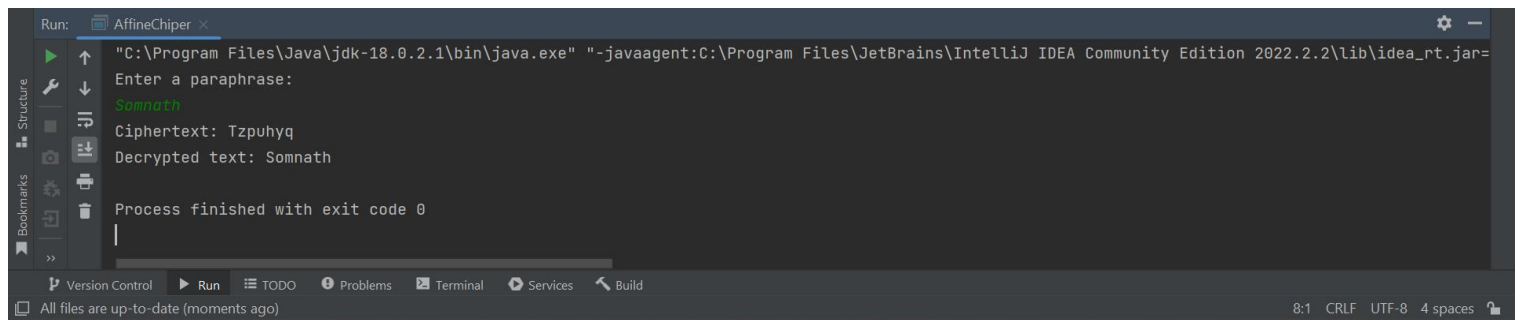 Run: AffineChiper ×
"C:\Program Files\Java\jdk-18.0.2.1\bin\java.exe" "-javaagent:C:\Program Files\JetBrains\IntelliJ IDEA Community Edition 2022.2.2\lib\idea_rt.jar=
Enter a paraphrase:
Somnath
Ciphertext: Tzpuhyq
Decrypted text: Somnath
Process finished with exit code 0
Structure
Bookmarks
Version Control Run TODO Problems Terminal Services Build
All files are up-to-date (moments ago) 8:1 CRLF UTF-8 4 spaces